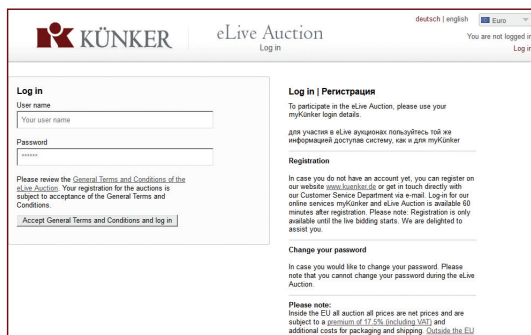 deutsch | english
Euro
KÜNKER
eLive Auction
Log in
You are not logged in
Log in
Log in
User name
Your user name
Password
******
Please review the General Terms and Conditions of the
eLive Auction. Your registration for the auctions is
subject to acceptance of the General Terms and
Conditions.
Accept General Terms and Conditions and log in
Log in | Регистрация
To participate in the eLive Auction, please use your
myKünker login details.
для участия в eLive аукционах пользуйтесь той же
информацией доступав систему, как и для myKünker
Registration
In case you do not have an account yet, you can register on
our website www.kuenker.de or get in touch directly with
our Customer Service Department via e-mail. Log-in for our
online services myKünker and eLive Auction is available 60
minutes after registration. Please note: Registration is only
available until the live bidding starts. We are delighted to
assist you.
Change your password
In case you would like to change your password. Please
note that you cannot change your password during the eLive
Auction.
Please note:
Inside the EU all auction all prices are net prices and are
subject to a premium of 17.5% (including VAT) and
additional costs for packaging and shipping. Outside the EU